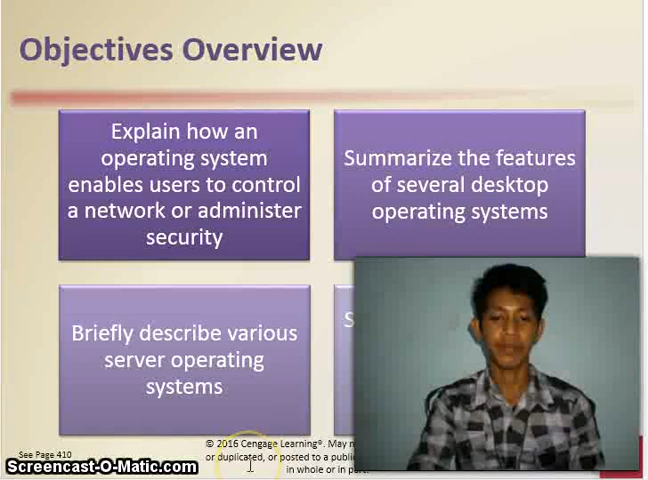 Objectives Overview
Explain how an
operating system
enables users to control
a network or administer
security
Summarize the features
of several desktop
operating systems
Briefly describe various
server operating
systems
S
See Page 410
© 2016 Cengage Learning®. May
or duplicated, or posted to a public
in whole or in part.
Screencast-O-Matic.com